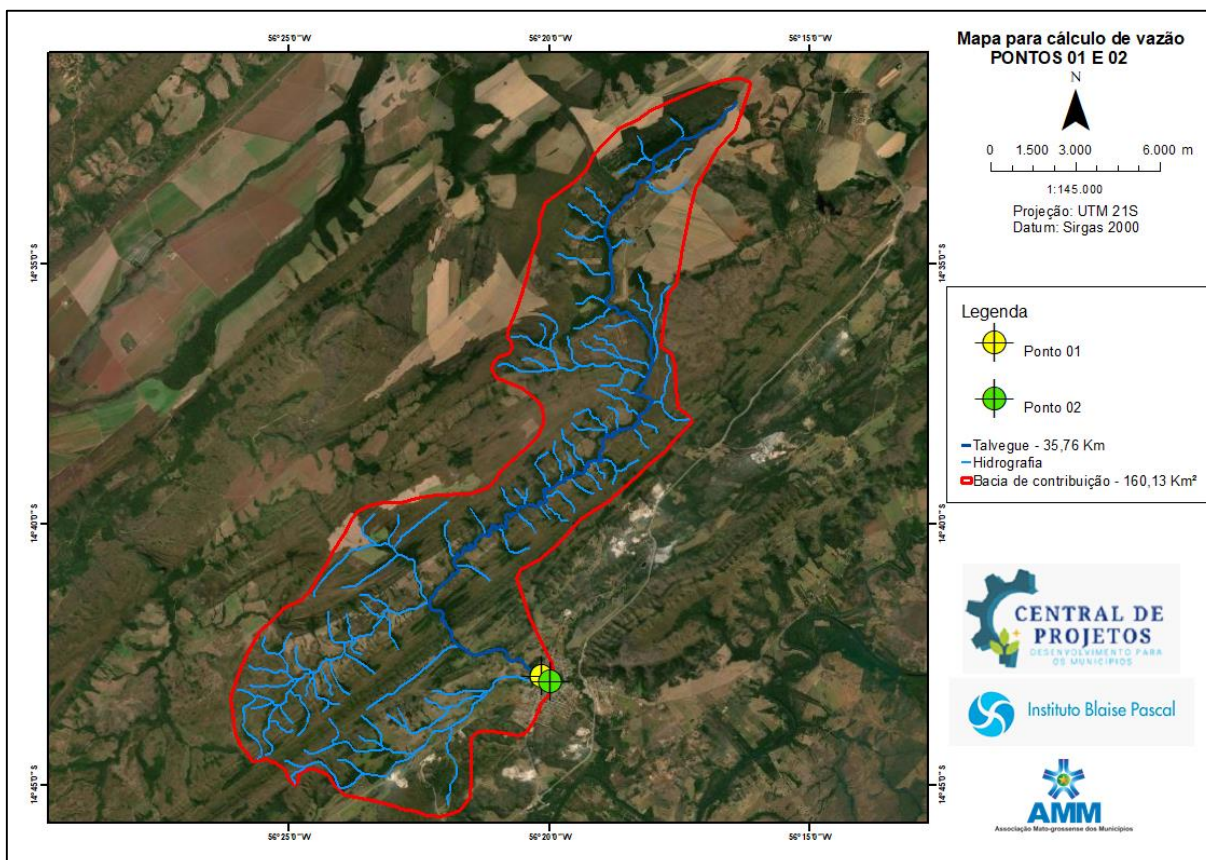 Mapa para cálculo de vazão
PONTOS 01 E 02
N
0 1.500 3.000 6.000 m
1:145.000
Projeção: UTM 21S
Datum: Sirgas 2000
Legenda
Ponto 01
Ponto 02
Talvegue - 35,76 Km
Hidrografia
Bacia de contribuição - 160,13 Km²
CENTRAL DE
PROJETOS
DESENVOLVIMENTO PARA
OS MUNICÍPIOS
Instituto Blaise Pascal
AMM
Associação Mato-grossense dos Municípios
56°25'0"W 56°20'0"W 56°15'0"W
14°35'0"S 14°35'0"S
14°40'0"S 14°40'0"S
14°45'0"S 14°45'0"S
56°25'0"W 56°20'0"W 56°15'0"W